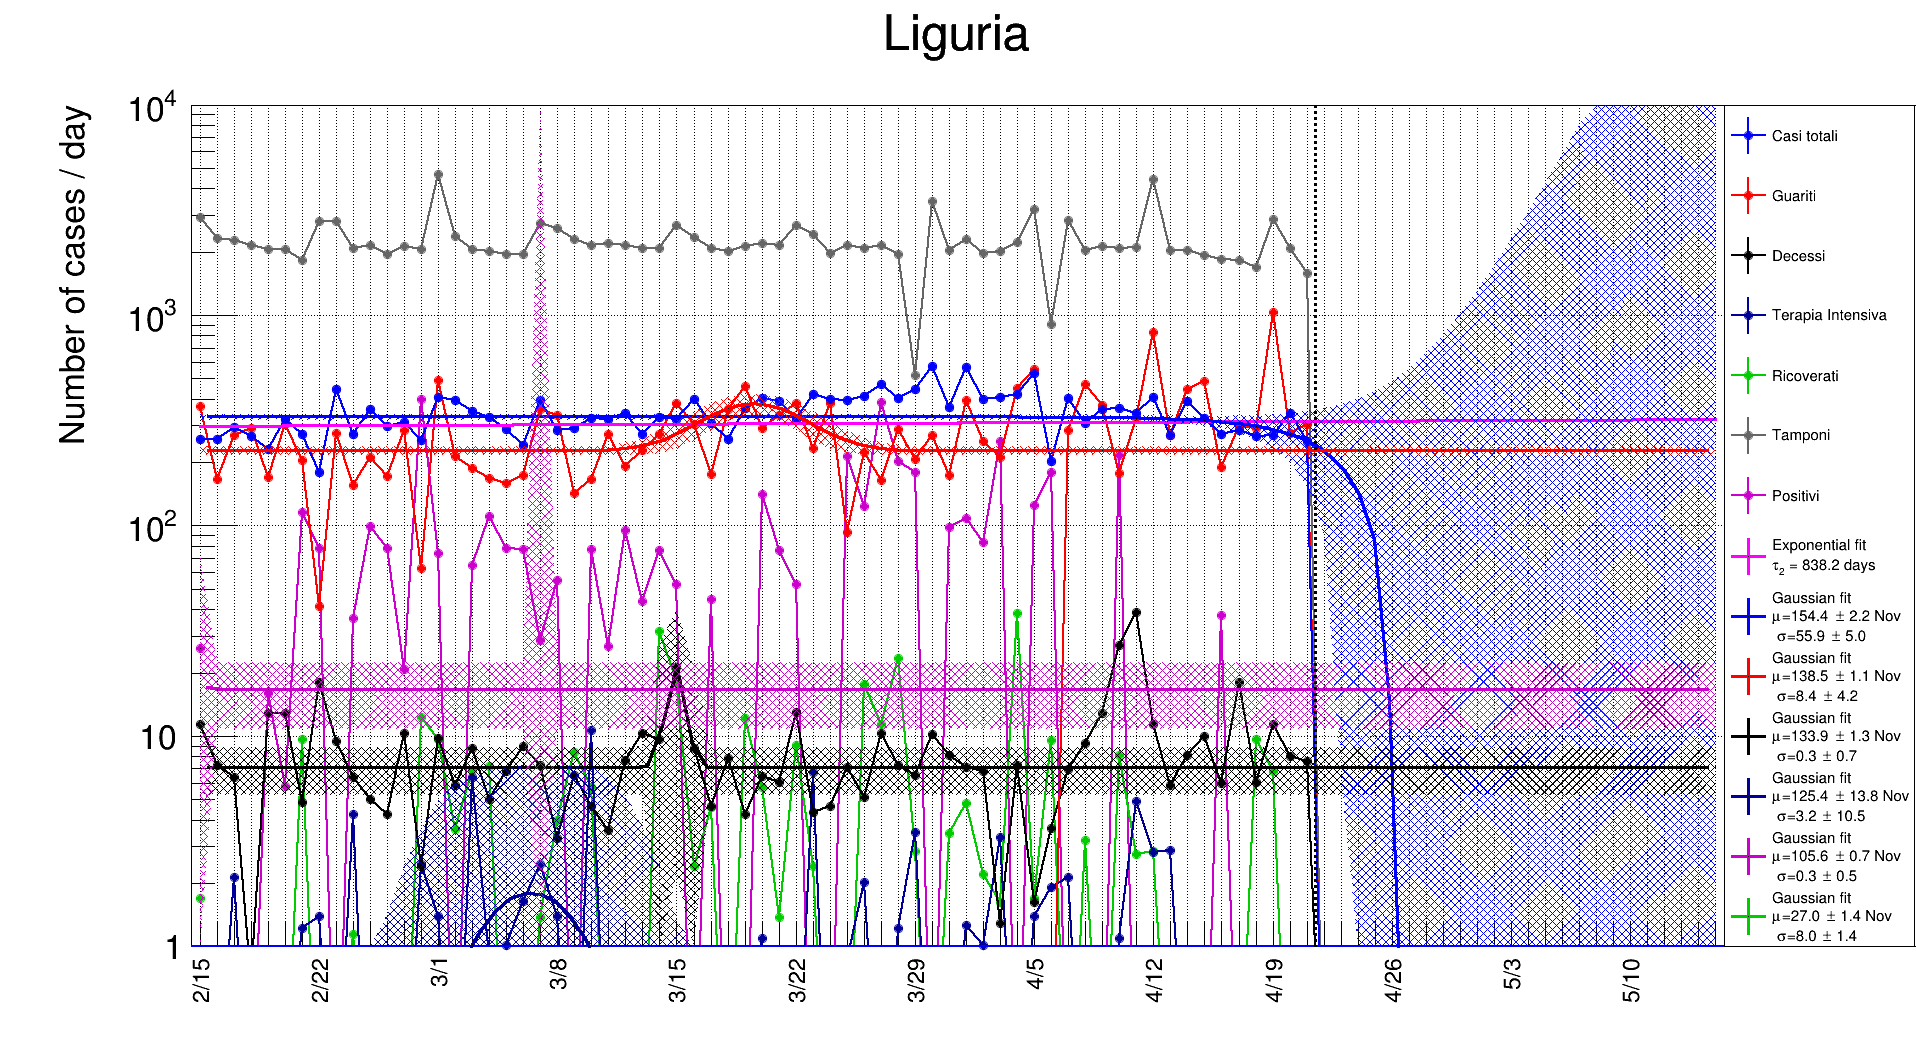 Liguria
Number of cases / day
10^4
10^3
10^2
10
1
2/15
2/22
3/1
3/8
3/15
3/22
3/29
4/5
4/12
4/19
4/26
5/3
5/10
Casi totali
Guariti
Decessi
Terapia Intensiva
Ricoverati
Tamponi
Positivi
Exponential fit
τ₂ = 838.2 days
Gaussian fit
μ=154.4 ± 2.2 Nov
σ=55.9 ± 5.0
Gaussian fit
μ=138.5 ± 1.1 Nov
σ=8.4 ± 4.2
Gaussian fit
μ=133.9 ± 1.3 Nov
σ=0.3 ± 0.7
Gaussian fit
μ=125.4 ± 13.8 Nov
σ=3.2 ± 10.5
Gaussian fit
μ=105.6 ± 0.7 Nov
σ=0.3 ± 0.5
Gaussian fit
μ=27.0 ± 1.4 Nov
σ=8.0 ± 1.4